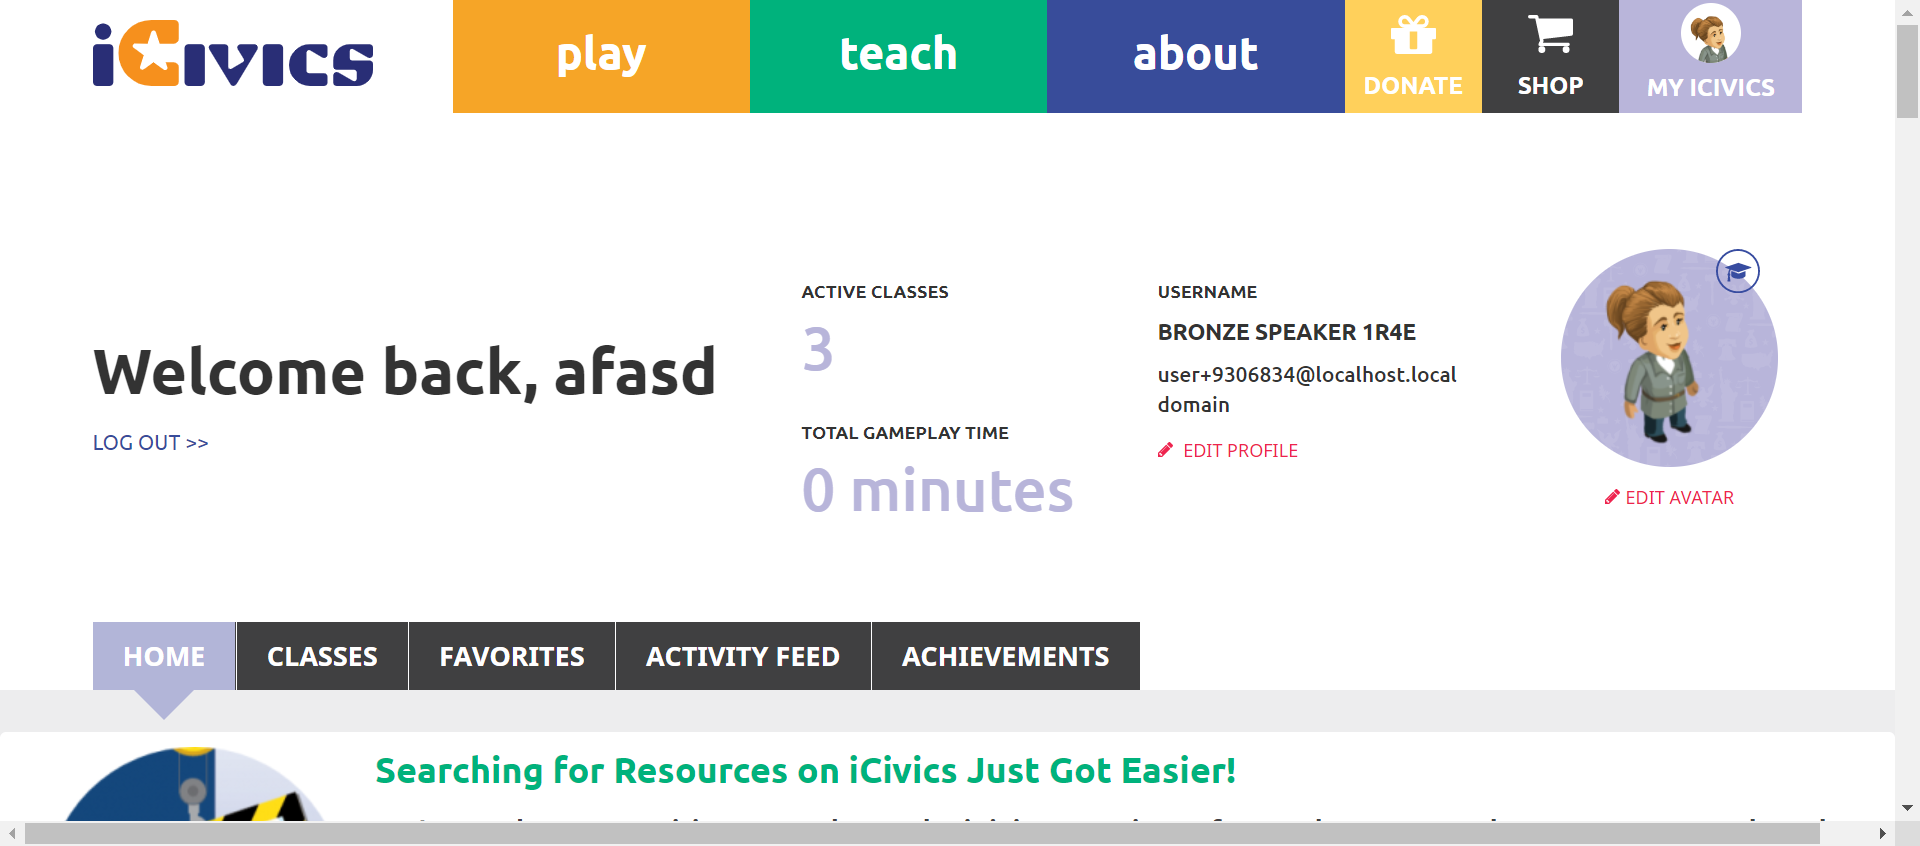 iCivics
play
teach
about
DONATE
SHOP
MY ICIVICS
Welcome back, afasd
LOG OUT >>
ACTIVE CLASSES
3
TOTAL GAMEPLAY TIME
0 minutes
USERNAME
BRONZE SPEAKER 1R4E
user+9306834@localhost.local
domain
EDIT PROFILE
EDIT AVATAR
HOME
CLASSES
FAVORITES
ACTIVITY FEED
ACHIEVEMENTS
Searching for Resources on iCivics Just Got Easier!